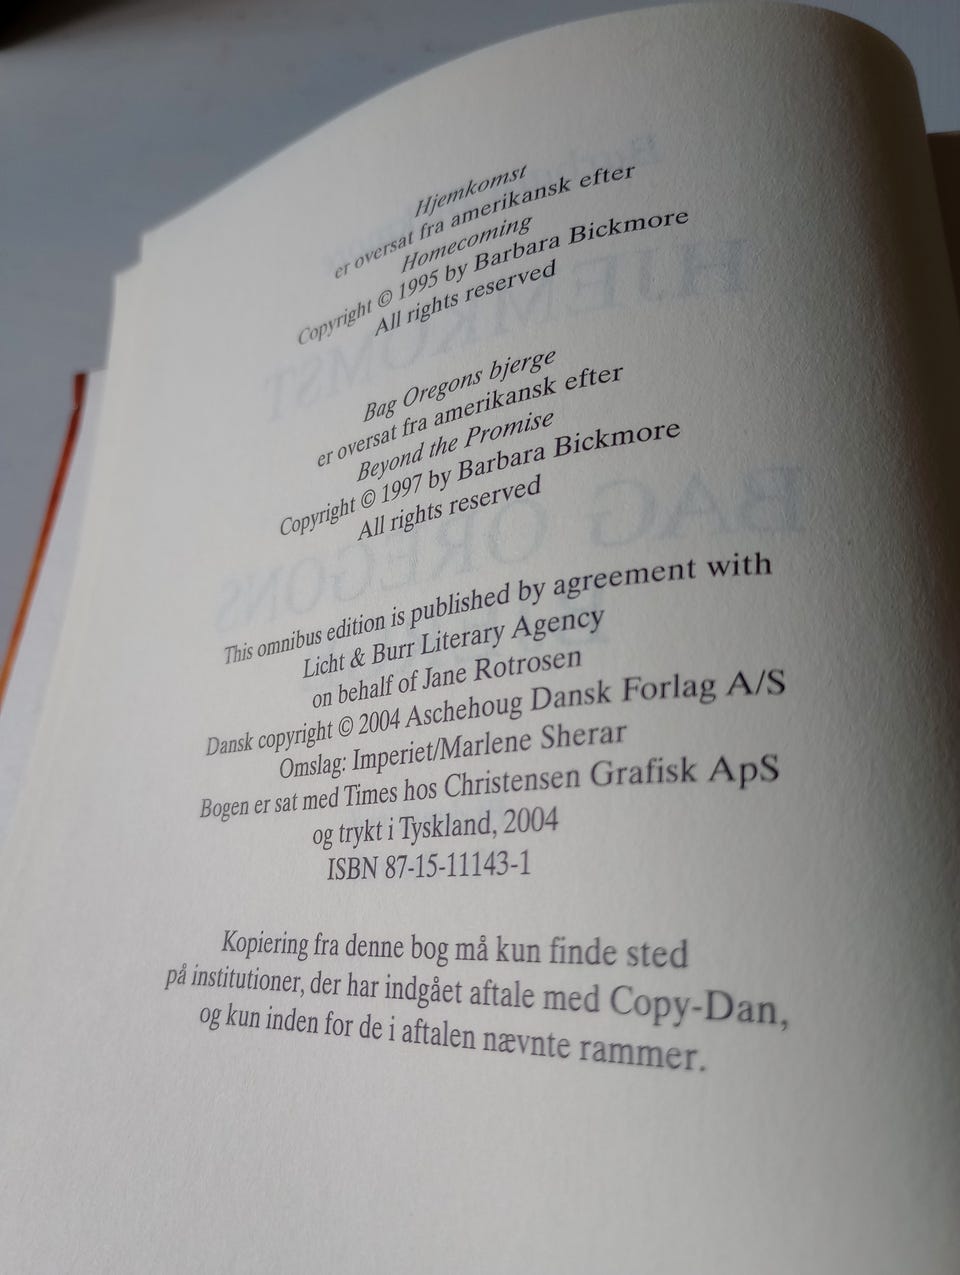 Hjemkomst
er oversat fra amerikansk efter
Homecoming
Copyright © 1995 by Barbara Bickmore
All rights reserved
Bag Oregons bjerge
er oversat fra amerikansk efter
Beyond the Promise
Copyright © 1997 by Barbara Bickmore
All rights reserved
This omnibus edition is published by agreement with
Licht & Burr Literary Agency
on behalf of Jane Rotrosen
Dansk copyright © 2004 Aschehoug Dansk Forlag A/S
Omslag: Imperiet/Marlene Sherar
Bogen er sat med Times hos Christensen Grafisk ApS
og trykt i Tyskland, 2004
ISBN 87-15-11143-1
Kopiering fra denne bog må kun finde sted
på institutioner, der har indgået aftale med Copy-Dan,
og kun inden for de i aftalen nævnte rammer.
HJEMKOMST
BAG OREGONS